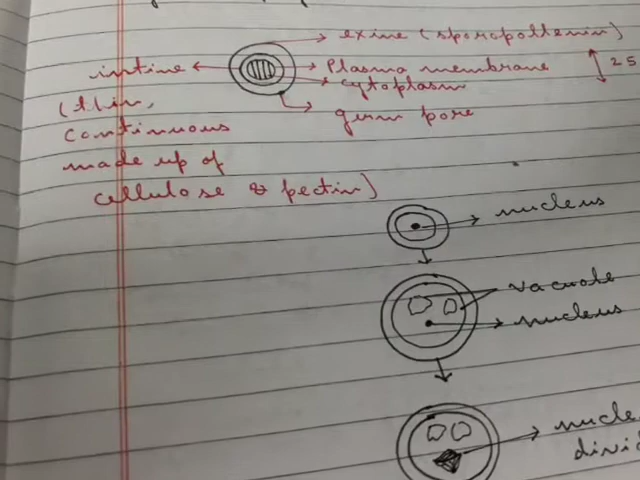 exine (sporopollenin)
intine
Plasma membrane
25
cytoplasm
(thin,
germ pore
continuous
made up of
cellulose & pectin)
nucleus
vacuole
nucleus
nucle
divid